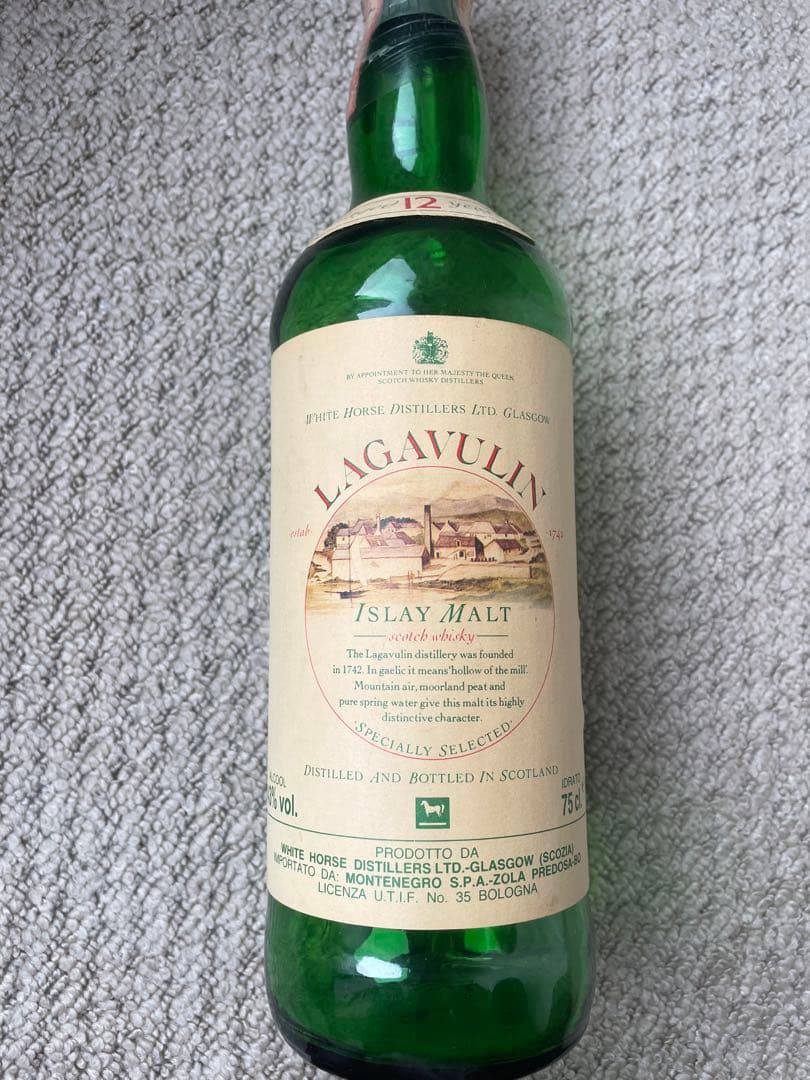 12 years
BY APPOINTMENT TO HER MAJESTY THE QUEEN
SCOTCH WHISKY DISTILLERS
WHITE HORSE DISTILLERS LTD. GLASGOW
LAGAVULIN
estab. 1742
ISLAY MALT
scotch whisky
The Lagavulin distillery was founded
in 1742. In gaelic it means 'hollow of the mill'.
Mountain air, moorland peat and
pure spring water give this malt its highly
distinctive character.
·SPECIALLY SELECTED·
DISTILLED AND BOTTLED IN SCOTLAND
% vol.
75 cl.
PRODOTTO DA
WHITE HORSE DISTILLERS LTD.-GLASGOW (SCOZIA)
IMPORTATO DA: MONTENEGRO S.P.A.-ZOLA PREDOSA-BO
LICENZA U.T.I.F. No. 35 BOLOGNA